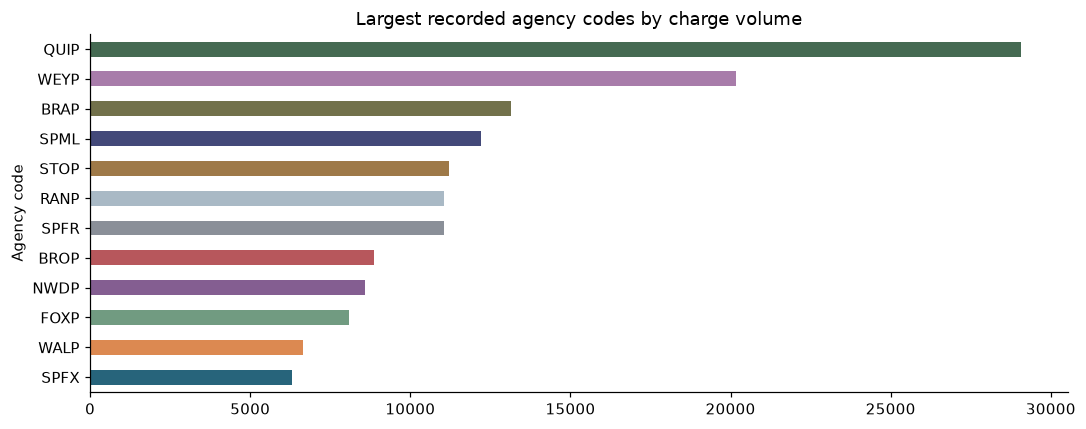 Largest recorded agency codes by charge volume
Agency code
QUIP
WEYP
BRAP
SPML
STOP
RANP
SPFR
BROP
NWDP
FOXP
WALP
SPFX
0 5000 10000 15000 20000 25000 30000